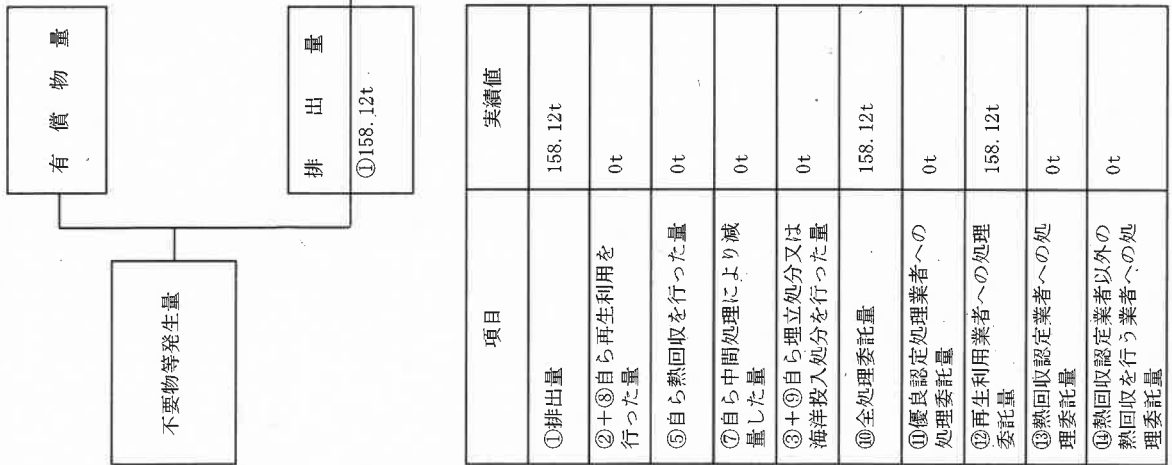 有償物量
排出量
①158.12t
不要物等発生量
項目
実績値
①排出量
158.12t
②+⑧自ら再生利用を
行った量
0t
⑤自ら熱回収を行った量
0t
⑦自ら中間処理により減
量した量
0t
③+⑨自ら埋立処分又は
海洋投入処分を行った量
0t
⑩全処理委託量
158.12t
⑪優良認定処理業者への
処理委託量
0t
⑫再生利用業者への処理
委託量
158.12t
⑬熱回収認定業者への処
理委託量
0t
⑭熱回収認定業者以外の
熱回収を行う業者への処
理委託量
0t